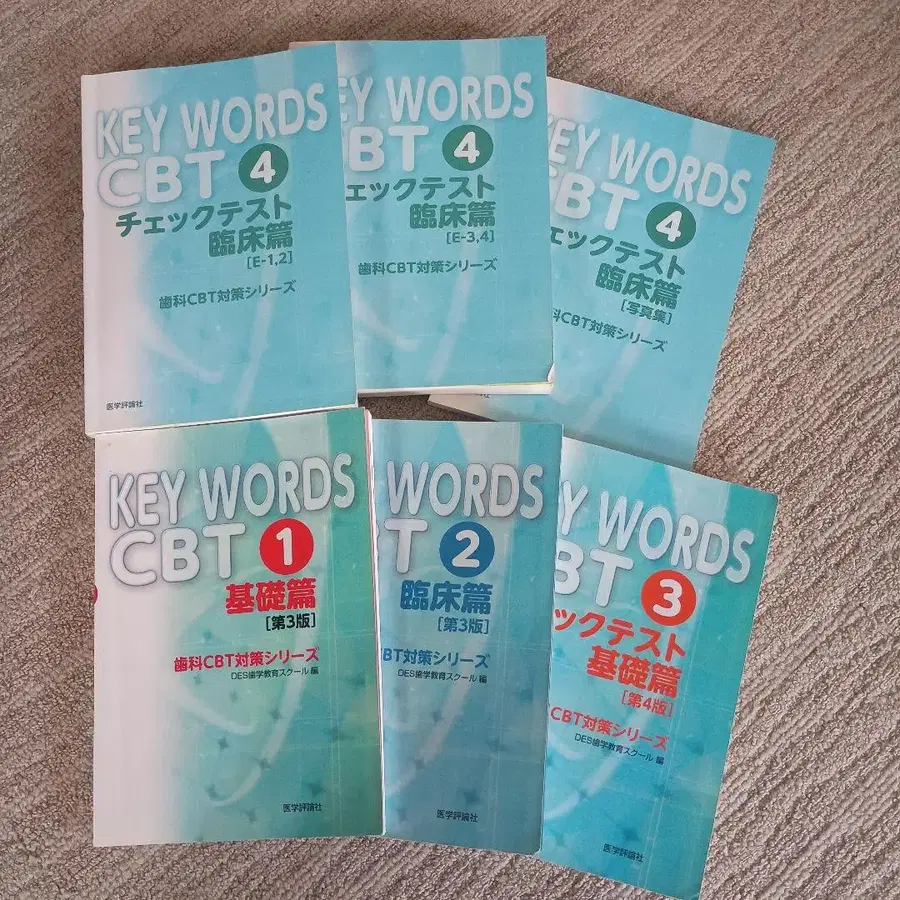 KEY WORDS
CBT 4
チェックテスト
臨床篇
[E-1,2]
歯科CBT対策シリーズ
医学評論社
EY WORDS
BT 4
ェックテスト
臨床篇
[E-3,4]
歯科CBT対策シリーズ
KEY WORDS
BT 4
ェックテスト
臨床篇
[写真集]
科CBT対策シリーズ
KEY WORDS
CBT 1
基礎篇
[第3版]
歯科CBT対策シリーズ
DES歯学教育スクール 編
医学評論社
WORDS
T 2
臨床篇
[第3版]
CBT対策シリーズ
DES歯学教育スクール 編
医学評論社
Y WORDS
BT 3
ックテスト
基礎篇
[第4版]
CBT対策シリーズ
DES歯学教育スクール 編
医学評論社